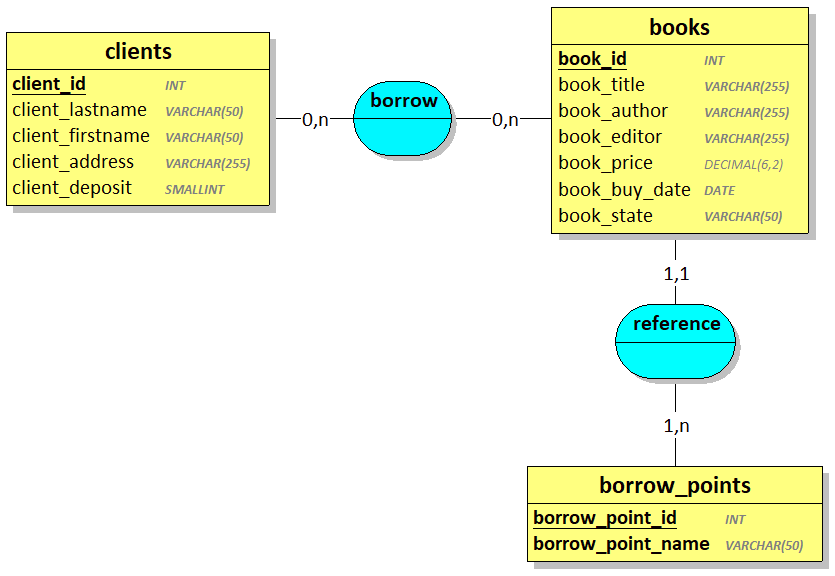 clients
client_id INT
client_lastname VARCHAR(50)
client_firstname VARCHAR(50)
client_address VARCHAR(255)
client_deposit SMALLINT
0,n
borrow
0,n
books
book_id INT
book_title VARCHAR(255)
book_author VARCHAR(255)
book_editor VARCHAR(255)
book_price DECIMAL(6,2)
book_buy_date DATE
book_state VARCHAR(50)
1,1
reference
1,n
borrow_points
borrow_point_id INT
borrow_point_name VARCHAR(50)